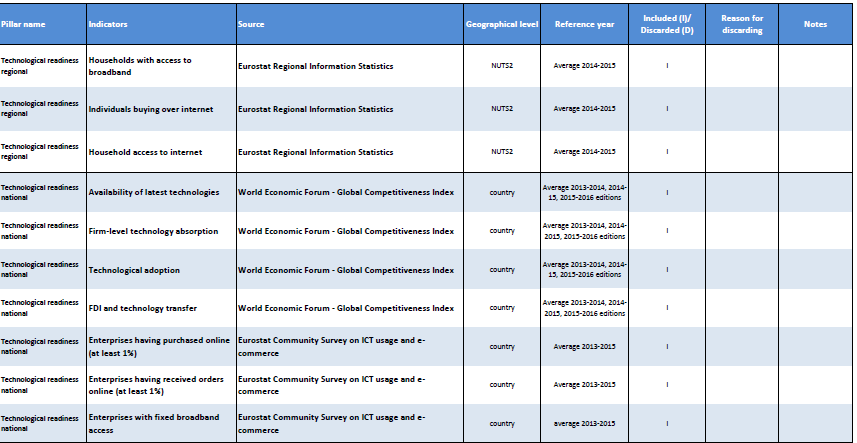 Pillar name Indicators Source Geographical level Reference year Included (I)/ Discarded (D) Reason for discarding Notes
Technological readiness regional Households with access to broadband Eurostat Regional Information Statistics NUTS2 Average 2014-2015 I
Technological readiness regional Individuals buying over internet Eurostat Regional Information Statistics NUTS2 Average 2014-2015 I
Technological readiness regional Household access to internet Eurostat Regional Information Statistics NUTS2 Average 2014-2015 I
Technological readiness national Availability of latest technologies World Economic Forum - Global Competitiveness Index country Average 2013-2014, 2014-15, 2015-2016 editions I
Technological readiness national Firm-level technology absorption World Economic Forum - Global Competitiveness Index country Average 2013-2014, 2014-2015, 2015-2016 editions I
Technological readiness national Technological adoption World Economic Forum - Global Competitiveness Index country Average 2013-2014, 2014-15, 2015-2016 editions I
Technological readiness national FDI and technology transfer World Economic Forum - Global Competitiveness Index country Average 2013-2014, 2014-2015, 2015-2016 editions I
Technological readiness national Enterprises having purchased online (at least 1%) Eurostat Community Survey on ICT usage and e-commerce country Average 2013-2015 I
Technological readiness national Enterprises having received orders online (at least 1%) Eurostat Community Survey on ICT usage and e-commerce country Average 2013-2015 I
Technological readiness national Enterprises with fixed broadband access Eurostat Community Survey on ICT usage and e-commerce country average 2013-2015 I